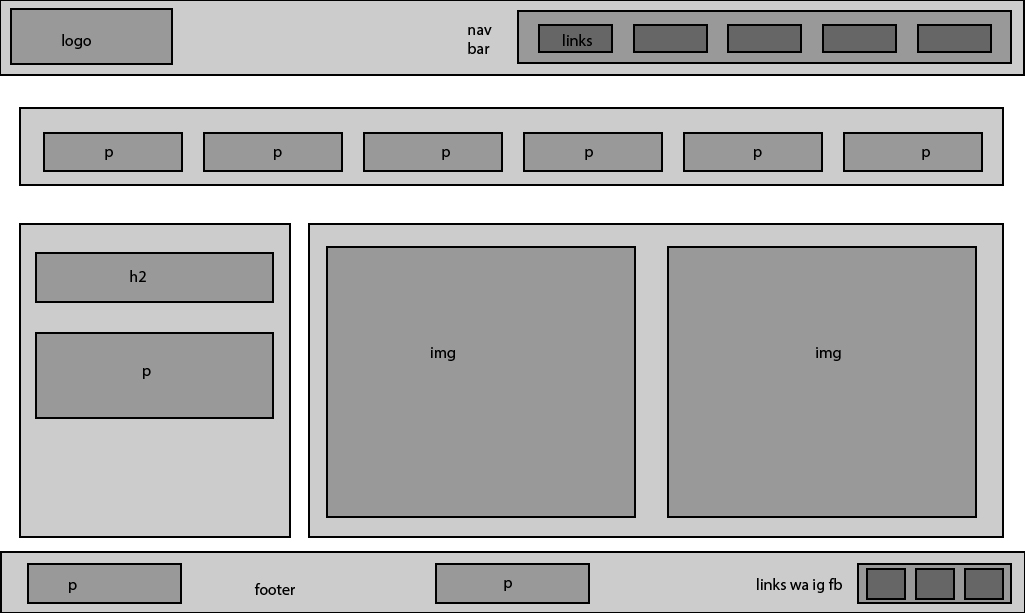 logo
nav
bar
links
p p p p p p
h2
p
img
img
p
footer
p
links wa ig fb